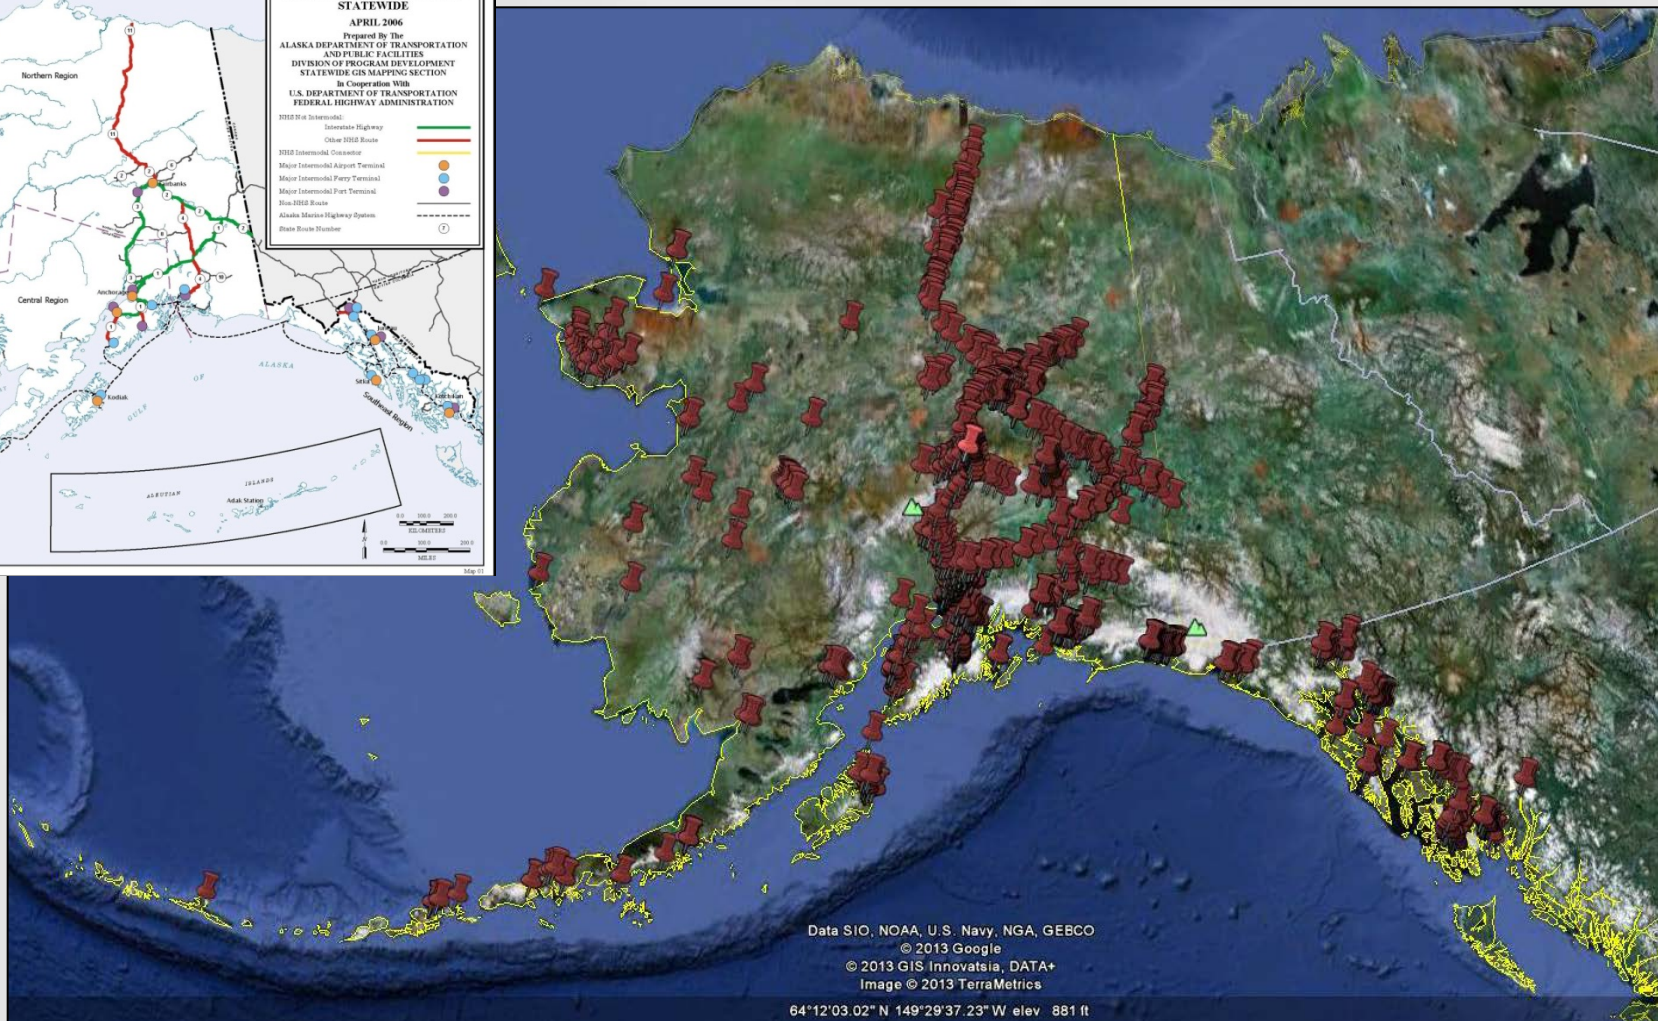 STATEWIDE
APRIL 2006
Prepared By The
ALASKA DEPARTMENT OF TRANSPORTATION
AND PUBLIC FACILITIES
DIVISION OF PROGRAM DEVELOPMENT
STATEWIDE GIS MAPPING SECTION
In Cooperation With
U.S. DEPARTMENT OF TRANSPORTATION
FEDERAL HIGHWAY ADMINISTRATION
NHS Not Intermodal:
Interstate Highway
Other NHS Route
NHS Intermodal Connector
Major Intermodal Airport Terminal
Major Intermodal Ferry Terminal
Major Intermodal Port Terminal
Non-NHS Route
Alaska Marine Highway System
State Route Number
11
Northern Region
11
Central Region
Kodiak
GULF
OF
ALASKA
Southeast Region
ALEUTIAN
ISLANDS
Adak Station
KILOMETERS
MILES
Map 01
Data SIO, NOAA, U.S. Navy, NGA, GEBCO
© 2013 Google
© 2013 GIS Innovatsia, DATA+
Image © 2013 TerraMetrics
64°12'03.02" N 149°29'37.23" W elev 881 ft